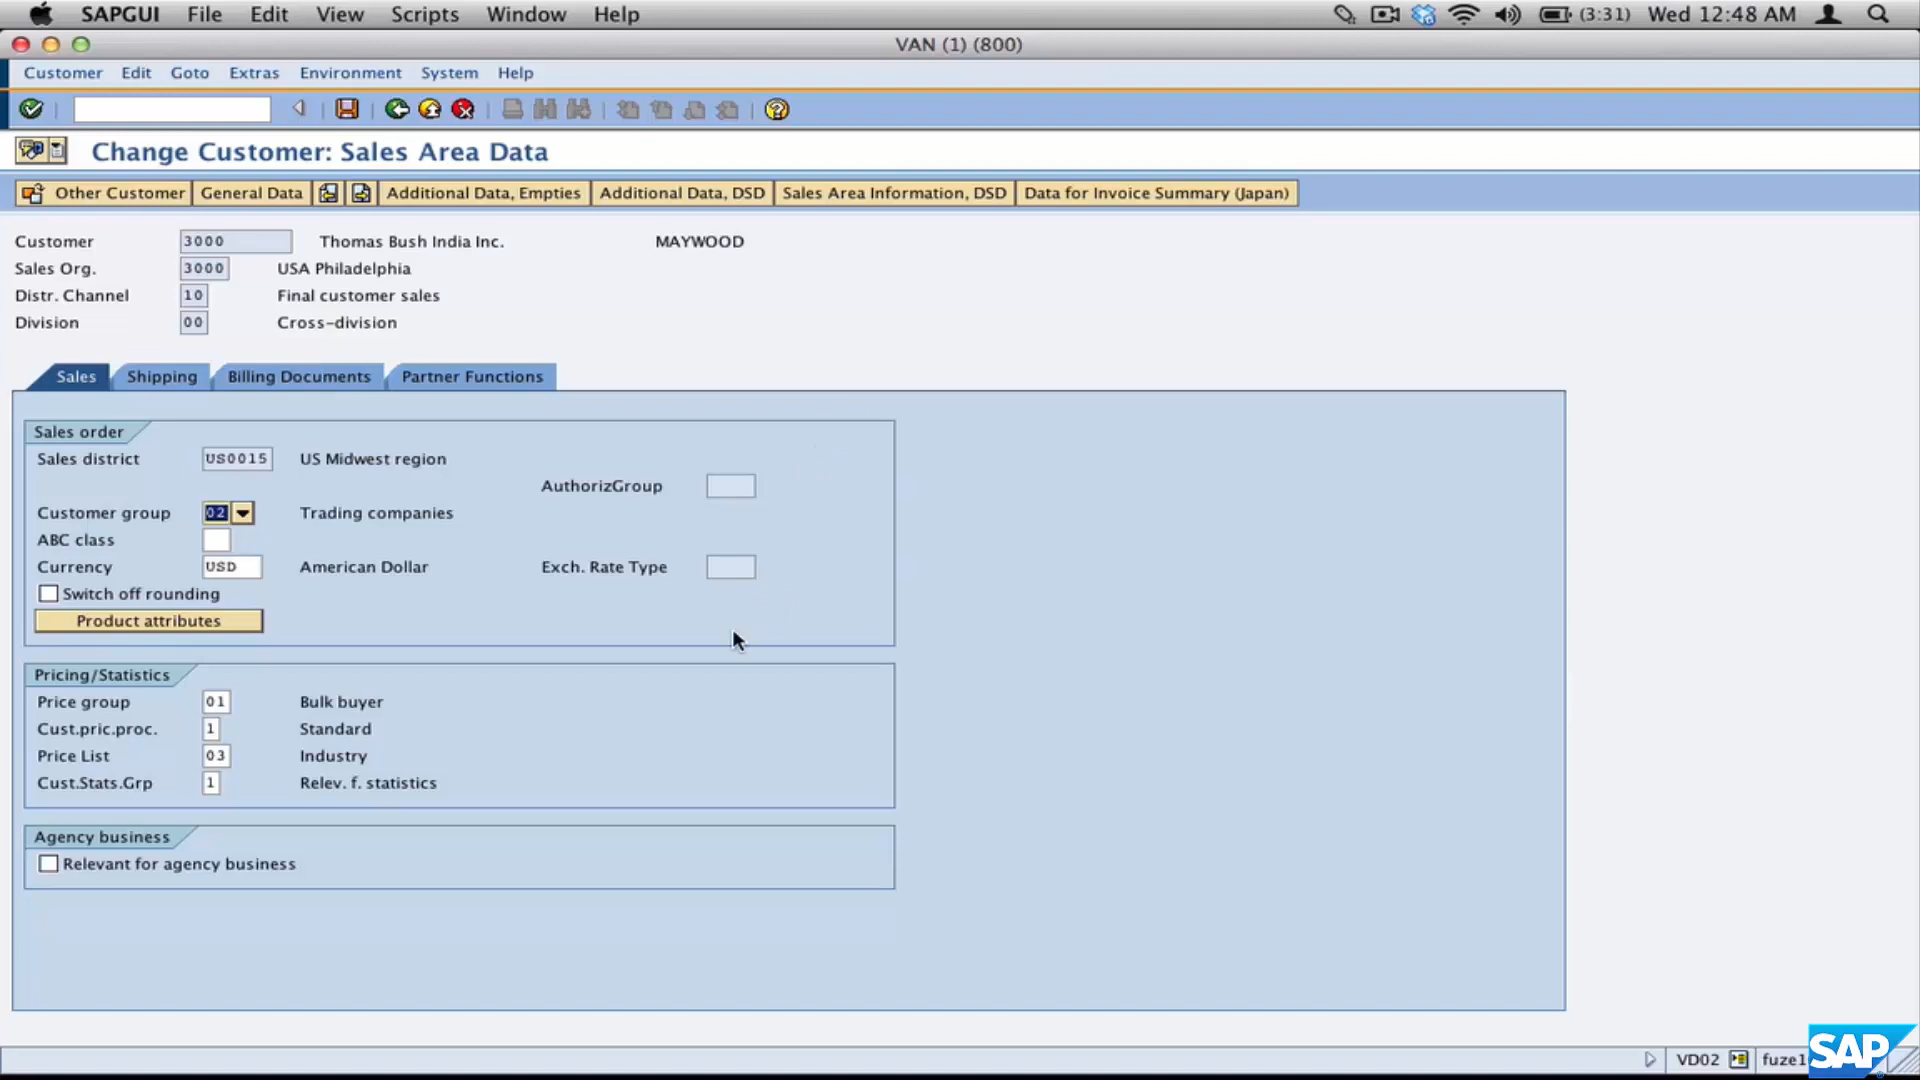 SAPGUI File Edit View Scripts Window Help (3:31) Wed 12:48 AM
VAN (1) (800)
Customer Edit Goto Extras Environment System Help
Change Customer: Sales Area Data
Other Customer General Data Additional Data, Empties Additional Data, DSD Sales Area Information, DSD Data for Invoice Summary (Japan)
Customer 3000 Thomas Bush India Inc. MAYWOOD
Sales Org. 3000 USA Philadelphia
Distr. Channel 10 Final customer sales
Division 00 Cross-division
Sales Shipping Billing Documents Partner Functions
Sales order
Sales district US0015 US Midwest region
AuthorizGroup
Customer group 02 Trading companies
ABC class
Currency USD American Dollar Exch. Rate Type
Switch off rounding
Product attributes
Pricing/Statistics
Price group 01 Bulk buyer
Cust.pric.proc. 1 Standard
Price List 03 Industry
Cust.Stats.Grp 1 Relev. f. statistics
Agency business
Relevant for agency business
VD02 fuze1 SAP